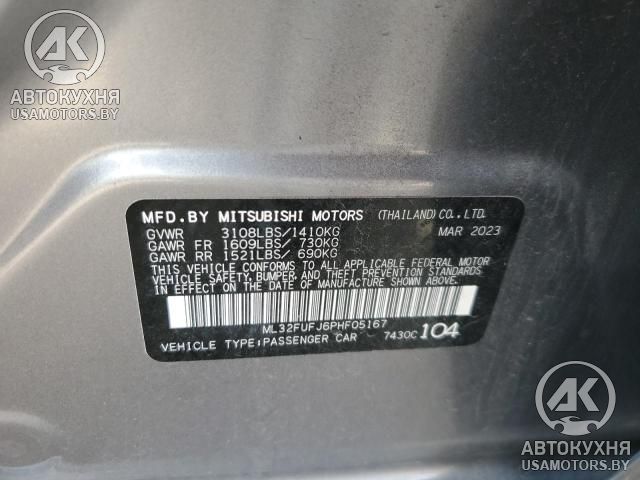 AK
АВТОКУХНЯ
USAMOTORS.BY
MFD.BY MITSUBISHI MOTORS (THAILAND) CO.,LTD.
GVWR 3108LBS/1410KG MAR 2023
GAWR FR 1609LBS/ 730KG
GAWR RR 1521LBS/ 690KG
THIS VEHICLE CONFORMS TO ALL APPLICABLE FEDERAL MOTOR
VEHICLE SAFETY, BUMPER, AND THEFT PREVENTION STANDARDS
IN EFFECT ON THE DATE OF MANUFACTURE SHOWN ABOVE.
ML32FUFJ6PHF05167
VEHICLE TYPE:PASSENGER CAR 7430C 104
AK
АВТОКУХНЯ
USAMOTORS.BY